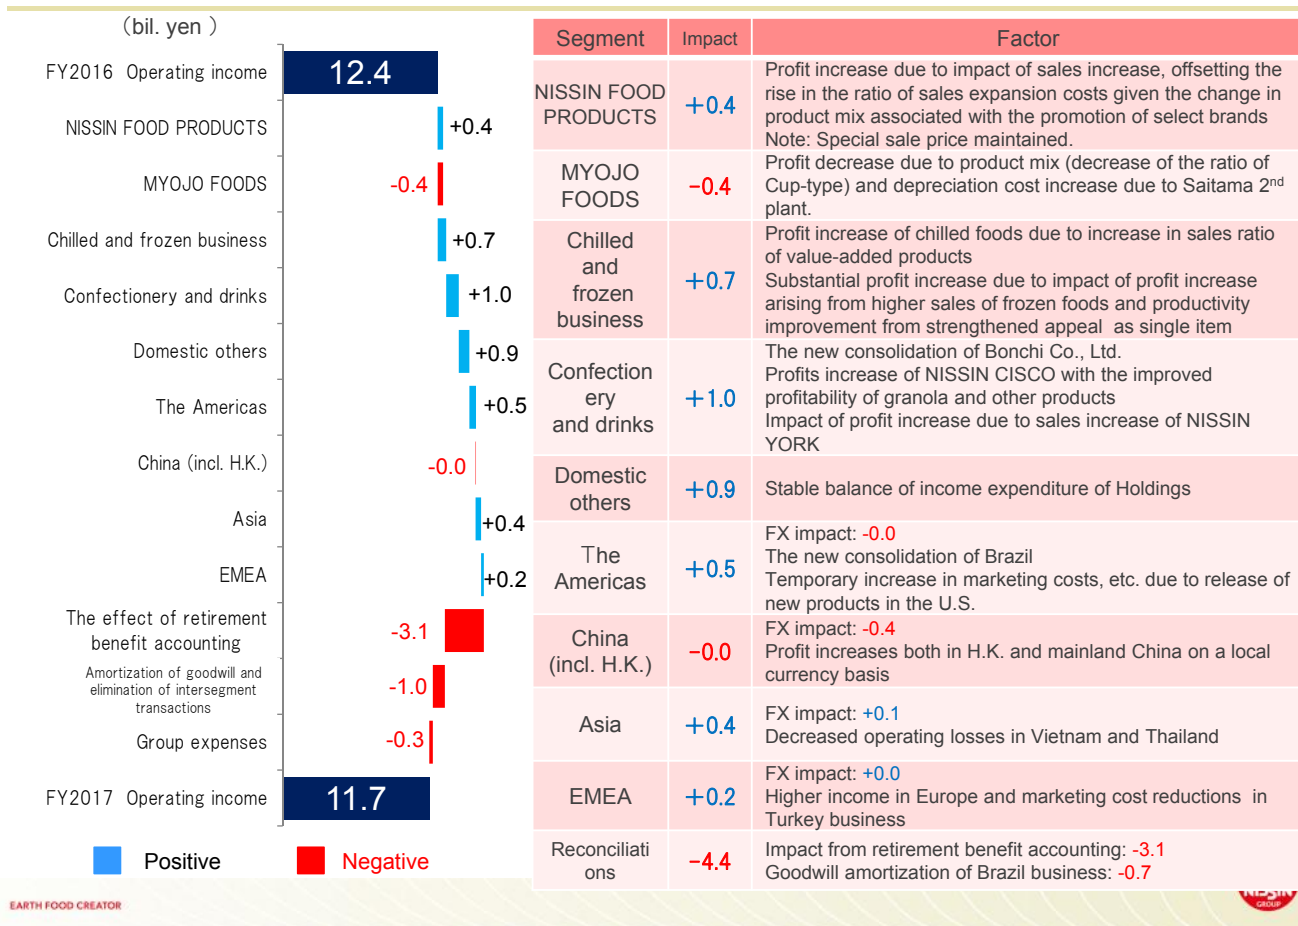 (bil. yen )
FY2016 Operating income
12.4
NISSIN FOOD PRODUCTS
+0.4
MYOJO FOODS
-0.4
Chilled and frozen business
+0.7
Confectionery and drinks
+1.0
Domestic others
+0.9
The Americas
+0.5
China (incl. H.K.)
-0.0
Asia
+0.4
EMEA
+0.2
The effect of retirement
benefit accounting
-3.1
Amortization of goodwill and
elimination of intersegment
transactions
-1.0
Group expenses
-0.3
FY2017 Operating income
11.7
Positive
Negative
Segment
Impact
Factor
NISSIN FOOD
PRODUCTS
+0.4
Profit increase due to impact of sales increase, offsetting the
rise in the ratio of sales expansion costs given the change in
product mix associated with the promotion of select brands
Note: Special sale price maintained.
MYOJO
FOODS
−0.4
Profit decrease due to product mix (decrease of the ratio of
Cup-type) and depreciation cost increase due to Saitama 2nd
plant.
Chilled
and
frozen
business
+0.7
Profit increase of chilled foods due to increase in sales ratio
of value-added products
Substantial profit increase due to impact of profit increase
arising from higher sales of frozen foods and productivity
improvement from strengthened appeal as single item
Confection
ery
and drinks
+1.0
The new consolidation of Bonchi Co., Ltd.
Profits increase of NISSIN CISCO with the improved
profitability of granola and other products
Impact of profit increase due to sales increase of NISSIN
YORK
Domestic
others
+0.9
Stable balance of income expenditure of Holdings
The
Americas
+0.5
FX impact: -0.0
The new consolidation of Brazil
Temporary increase in marketing costs, etc. due to release of
new products in the U.S.
China
(incl. H.K.)
−0.0
FX impact: -0.4
Profit increases both in H.K. and mainland China on a local
currency basis
Asia
+0.4
FX impact: +0.1
Decreased operating losses in Vietnam and Thailand
EMEA
+0.2
FX impact: +0.0
Higher income in Europe and marketing cost reductions in
Turkey business
Reconciliati
ons
−4.4
Impact from retirement benefit accounting: -3.1
Goodwill amortization of Brazil business: -0.7
EARTH FOOD CREATOR
NISSIN
GROUP